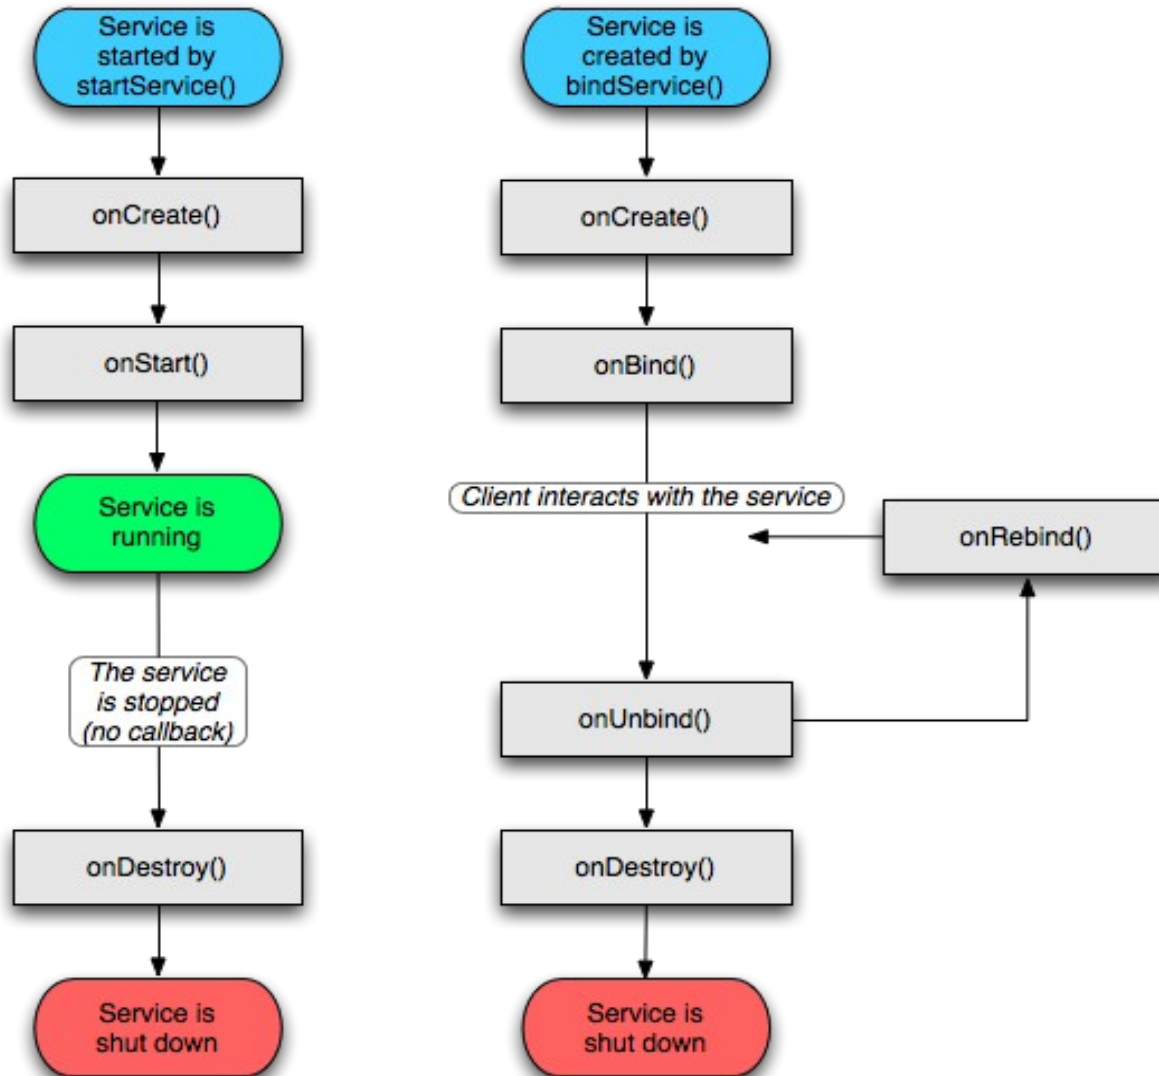 Service is
started by
startService()
onCreate()
onStart()
Service is
running
The service
is stopped
(no callback)
onDestroy()
Service is
shut down
Service is
created by
bindService()
onCreate()
onBind()
Client interacts with the service
onRebind()
onUnbind()
onDestroy()
Service is
shut down